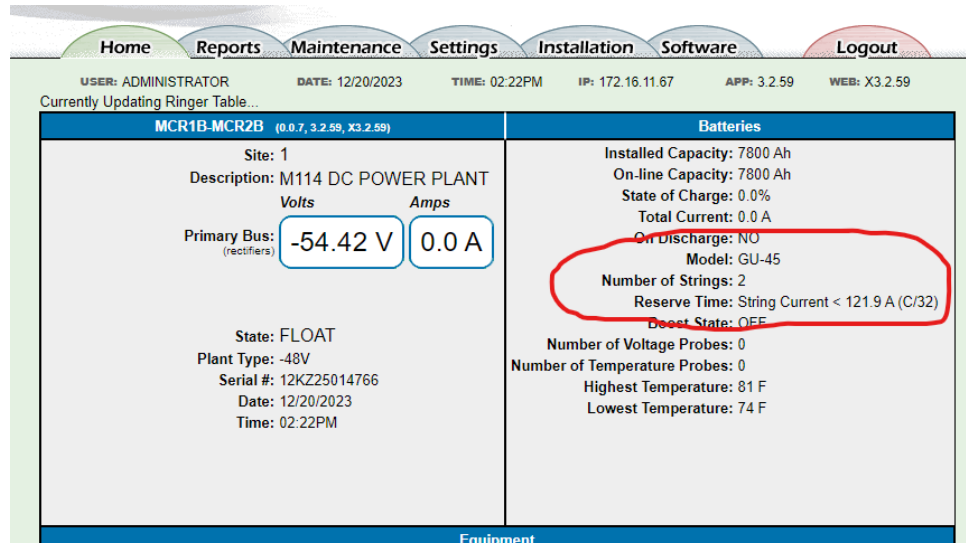 Home Reports Maintenance Settings Installation Software Logout
USER: ADMINISTRATOR DATE: 12/20/2023 TIME: 02:22PM IP: 172.16.11.67 APP: 3.2.59 WEB: X3.2.59
Currently Updating Ringer Table...
MCR1B-MCR2B (0.0.7, 3.2.59, X3.2.59)
Site: 1
Description: M114 DC POWER PLANT
Volts Amps
Primary Bus: -54.42 V 0.0 A
(rectifiers)
State: FLOAT
Plant Type: -48V
Serial #: 12KZ25014766
Date: 12/20/2023
Time: 02:22PM
Batteries
Installed Capacity: 7800 Ah
On-line Capacity: 7800 Ah
State of Charge: 0.0%
Total Current: 0.0 A
On Discharge: NO
Model: GU-45
Number of Strings: 2
Reserve Time: String Current < 121.9 A (C/32)
Boost State: OFF
Number of Voltage Probes: 0
Number of Temperature Probes: 0
Highest Temperature: 81 F
Lowest Temperature: 74 F
Equipment